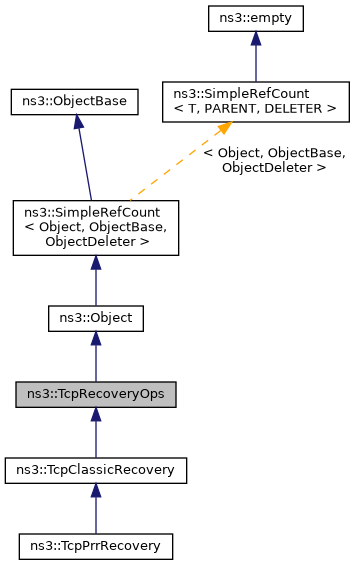 ns3::empty
ns3::ObjectBase
ns3::SimpleRefCount
< T, PARENT, DELETER >
< Object, ObjectBase,
ObjectDeleter >
ns3::SimpleRefCount
< Object, ObjectBase,
ObjectDeleter >
ns3::Object
ns3::TcpRecoveryOps
ns3::TcpClassicRecovery
ns3::TcpPrrRecovery